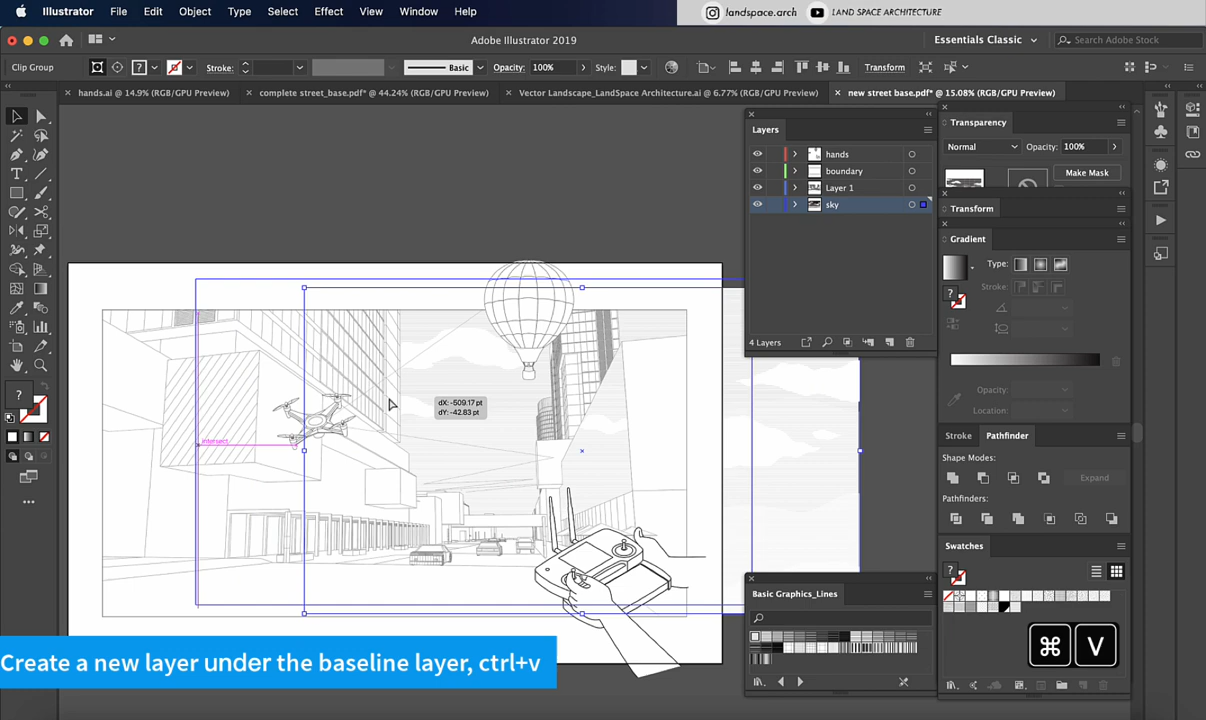 Illustrator File Edit Object Type Select Effect View Window Help
landspace.arch LAND SPACE ARCHITECTURE
Adobe Illustrator 2019
Essentials Classic
Search Adobe Stock
Clip Group
?
Stroke:
Basic
Opacity: 100%
Style:
Transform
× hands.ai @ 14.9% (RGB/GPU Preview)
× complete street_base.pdf* @ 44.24% (RGB/GPU Preview)
× Vector Landscape_LandSpace Architecture.ai @ 6.77% (RGB/GPU Preview)
× new street base.pdf* @ 15.08% (RGB/GPU Preview)
Layers
hands
boundary
Layer 1
sky
4 Layers
Transparency
Normal
Opacity: 100%
Make Mask
Transform
Gradient
Type:
Stroke:
?
Opacity:
Location:
Stroke Pathfinder
Shape Modes:
Expand
Pathfinders:
Swatches
?
Basic Graphics_Lines
dX: -509.17 pt
dY: -42.83 pt
intersect
?
⌘ V
Create a new layer under the baseline layer, ctrl+v